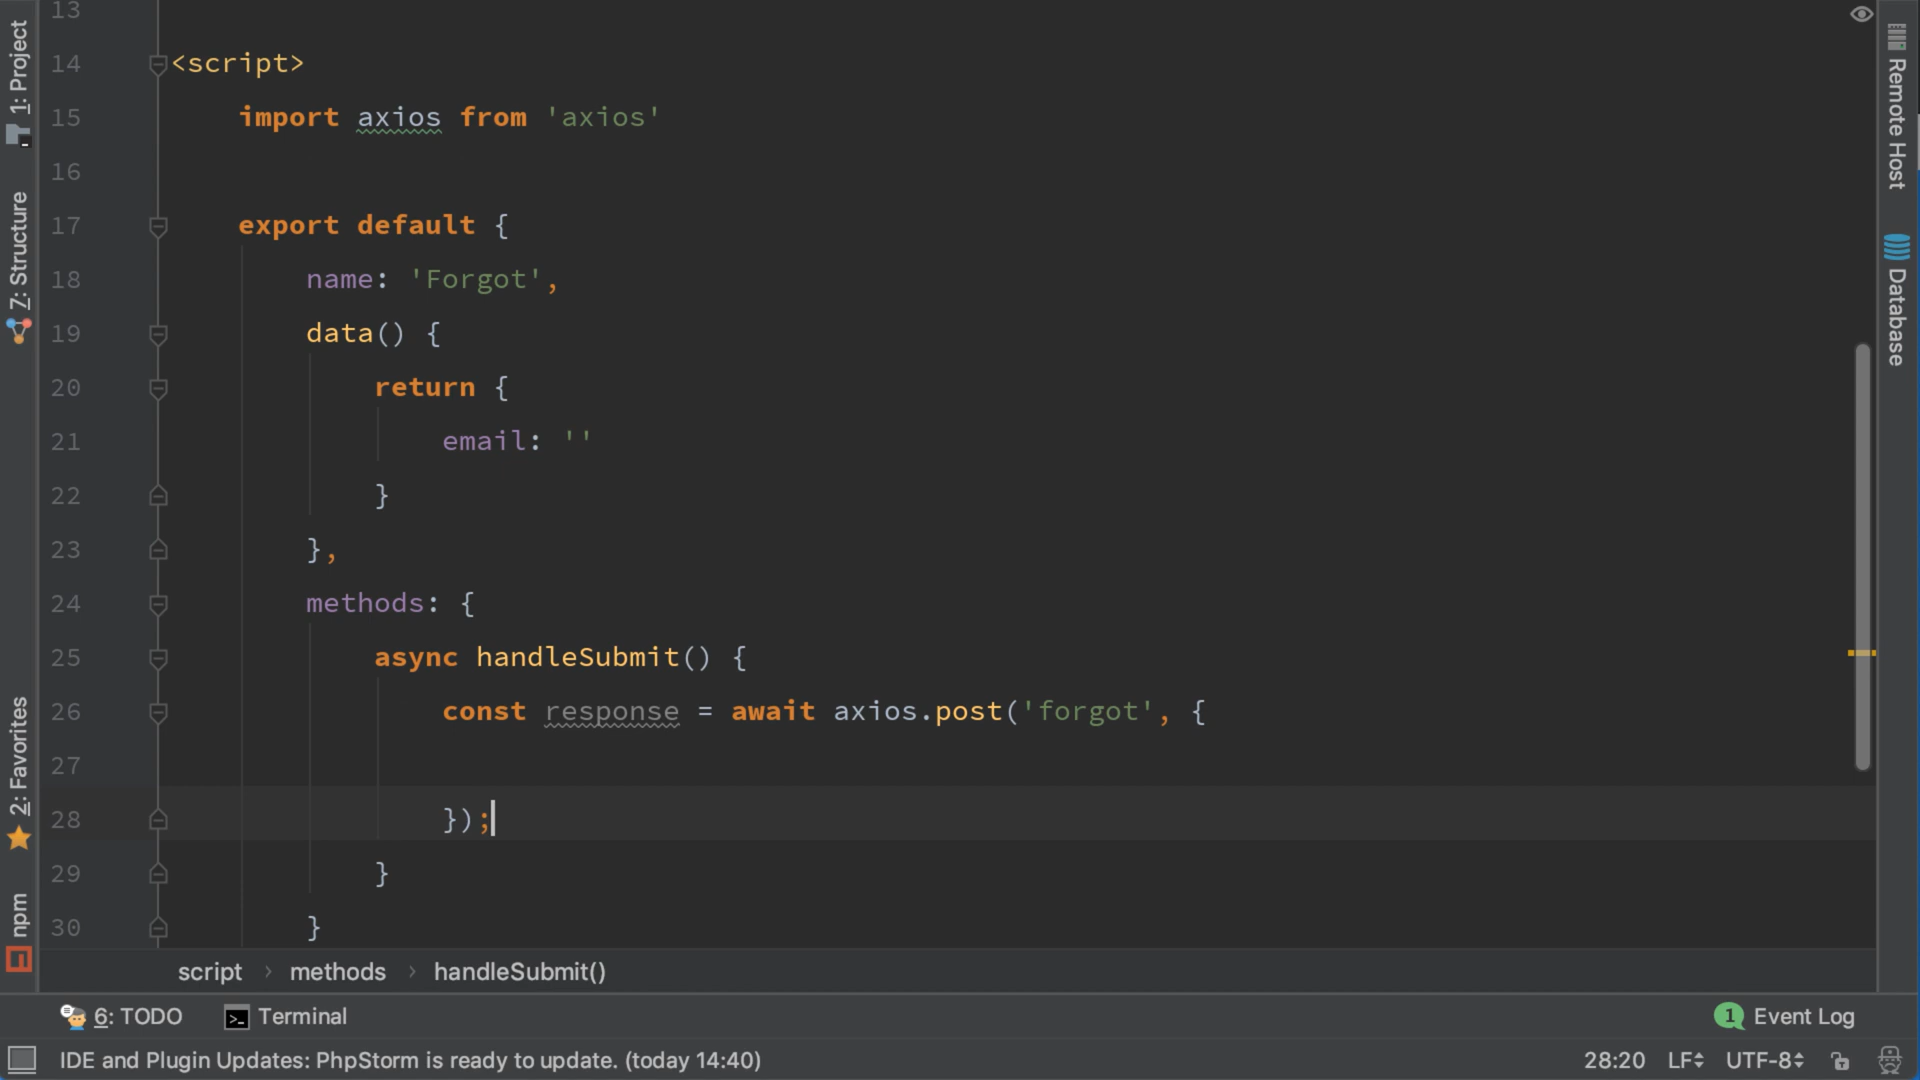 13
14 <script>
15 import axios from 'axios'
16
17 export default {
18 name: 'Forgot',
19 data() {
20 return {
21 email: ''
22 }
23 },
24 methods: {
25 async handleSubmit() {
26 const response = await axios.post('forgot', {
27
28 });
29 }
30 }
script › methods › handleSubmit()
1: Project
7: Structure
2: Favorites
npm
Remote Host
Database
6: TODO
Terminal
1 Event Log
IDE and Plugin Updates: PhpStorm is ready to update. (today 14:40)
28:20 LF UTF-8